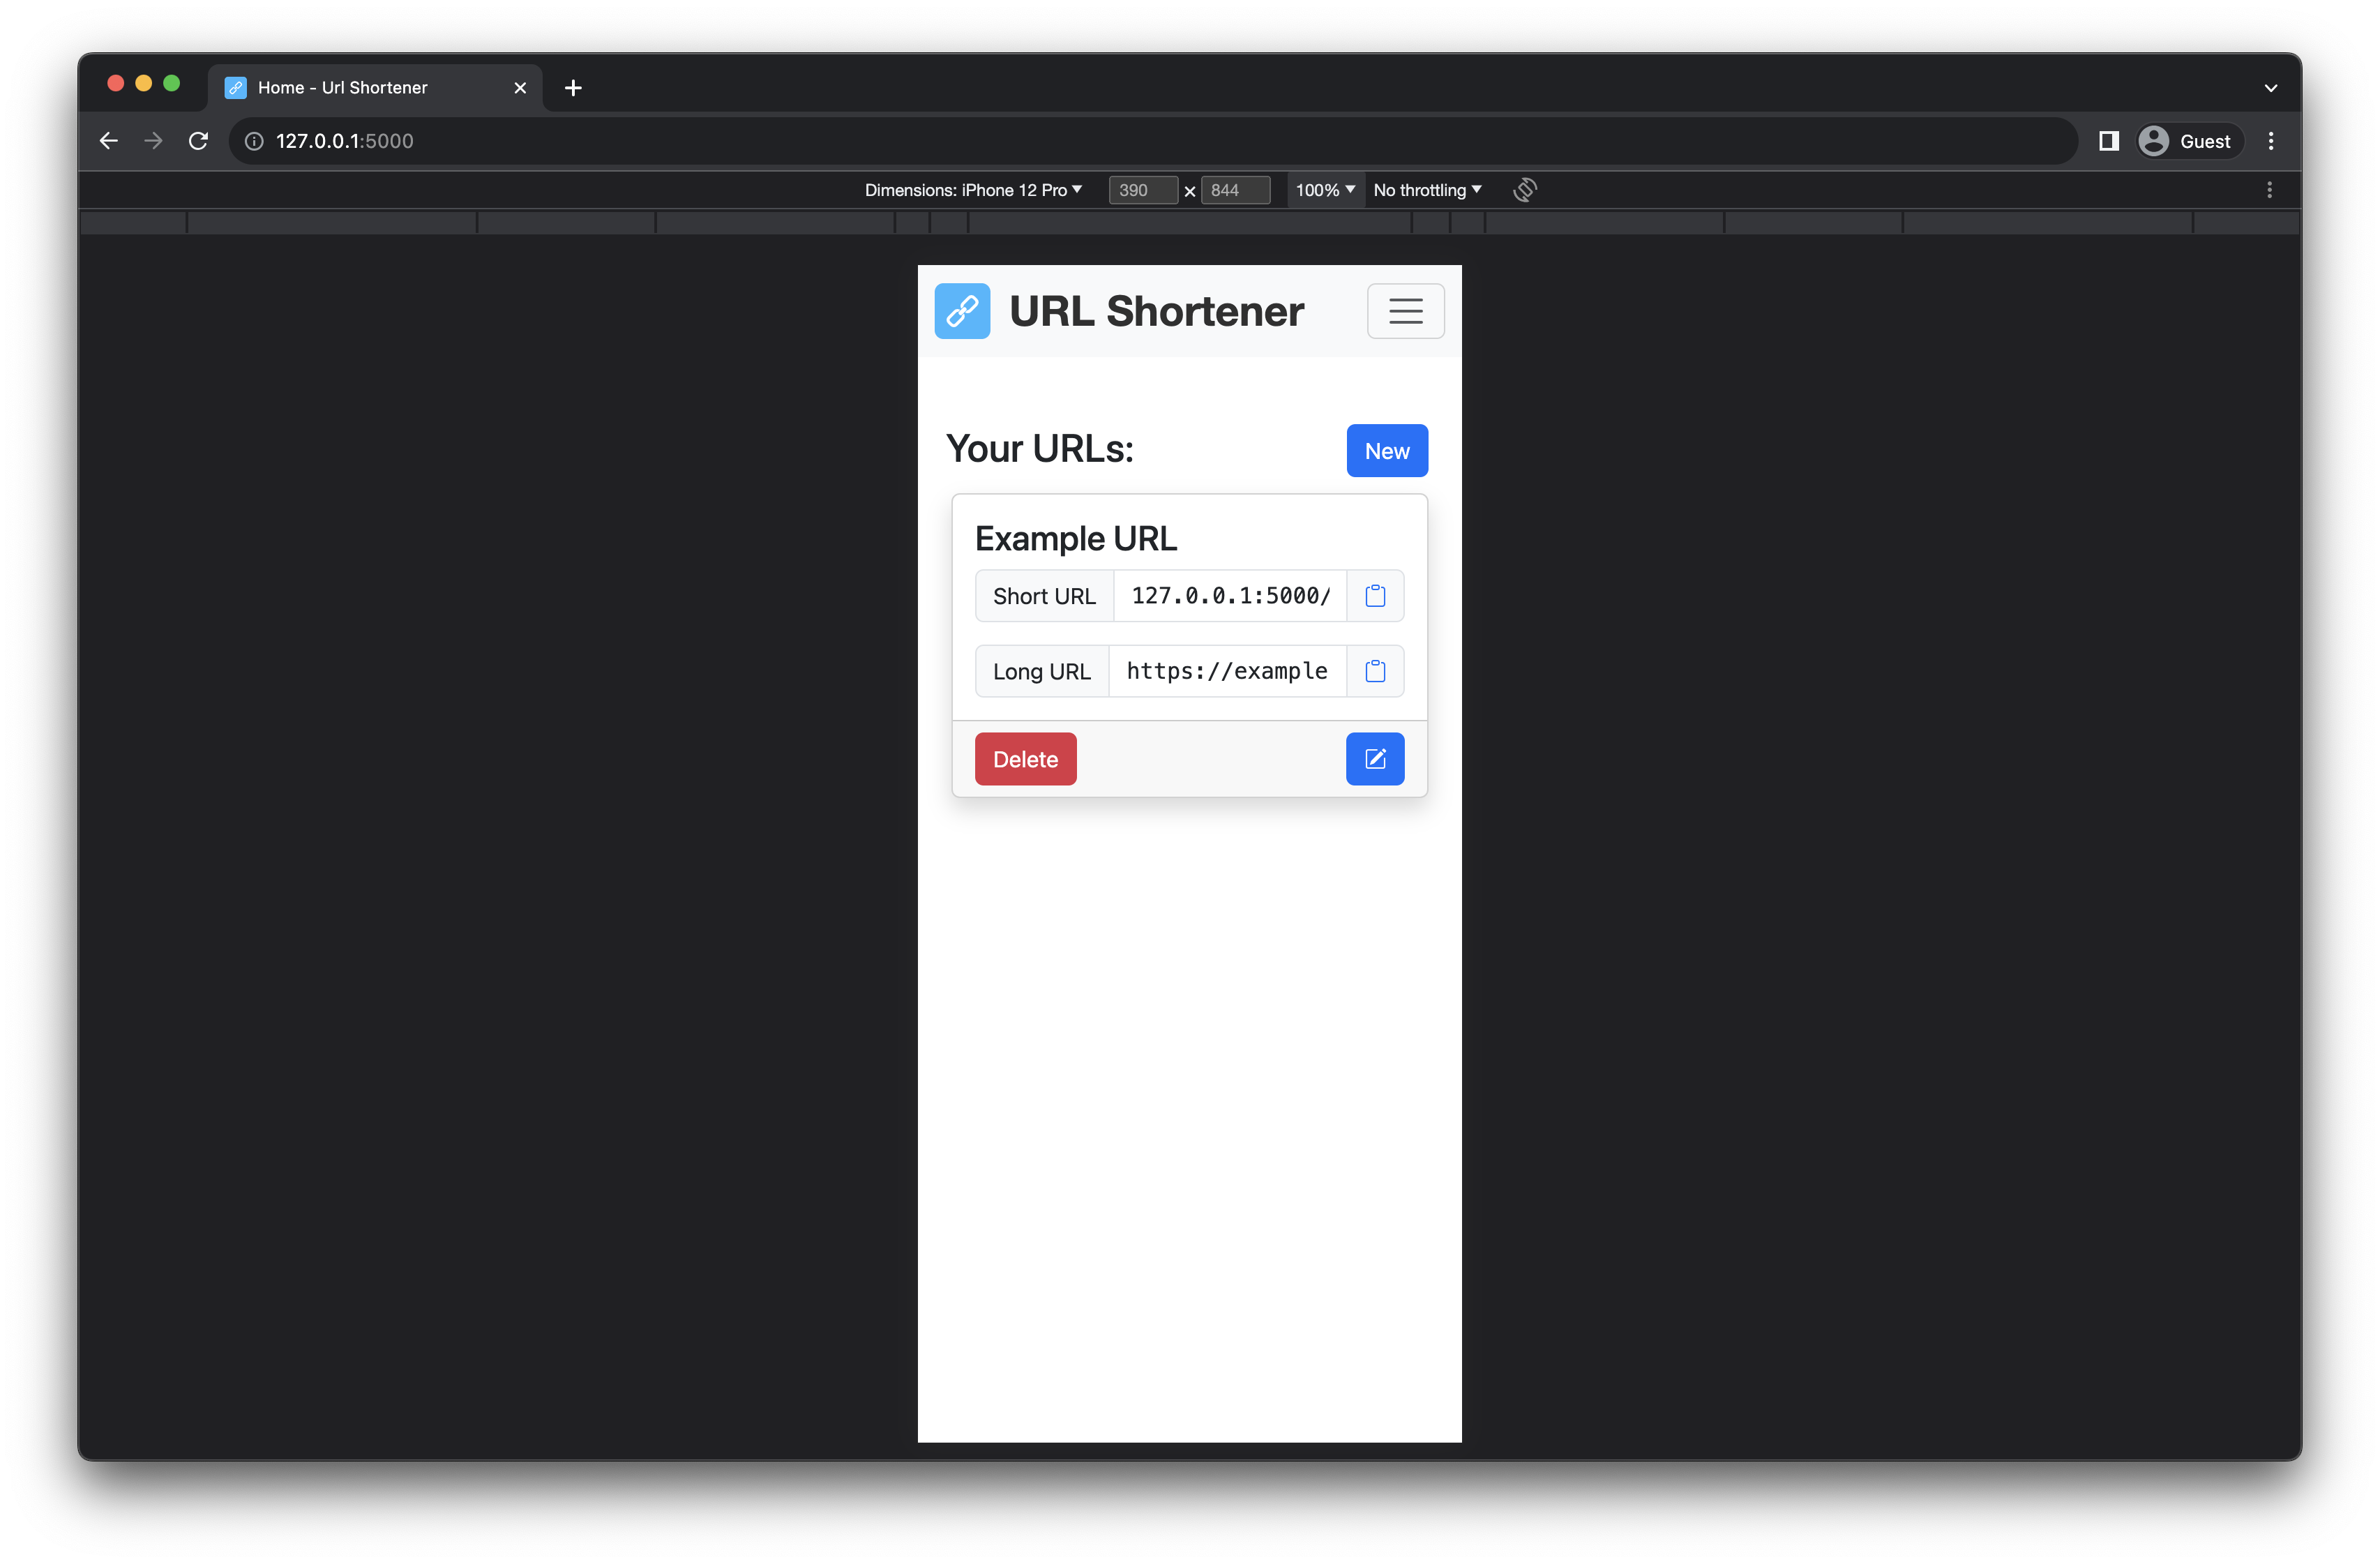 Home - Url Shortener
127.0.0.1:5000
Guest
Dimensions: iPhone 12 Pro
390 × 844
100%
No throttling
URL Shortener
Your URLs:
New
Example URL
Short URL 127.0.0.1:5000/
Long URL https://example
Delete